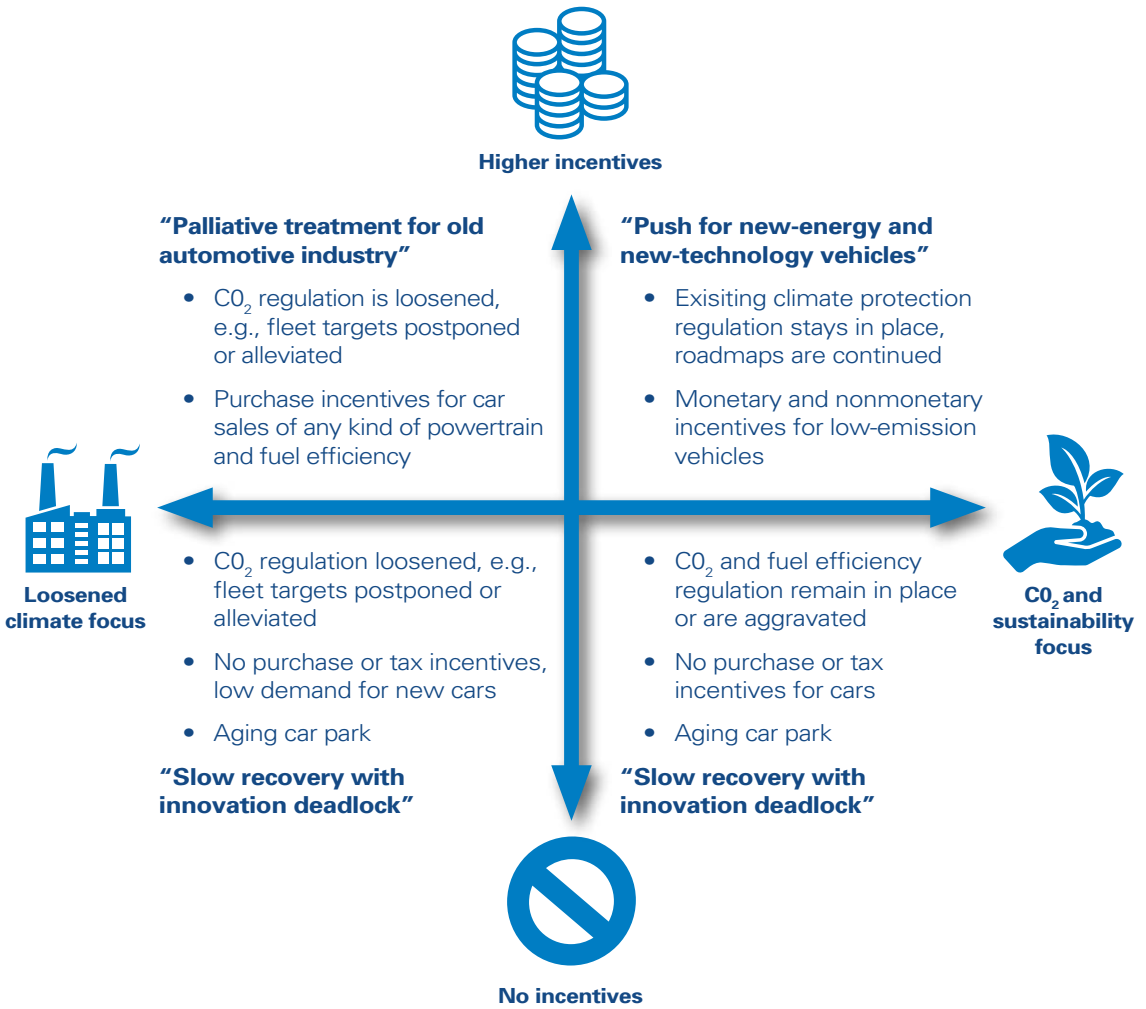 Higher incentives
“Palliative treatment for old
automotive industry”
• C0₂ regulation is loosened,
e.g., fleet targets postponed
or alleviated
• Purchase incentives for car
sales of any kind of powertrain
and fuel efficiency
“Push for new-energy and
new-technology vehicles”
• Exisiting climate protection
regulation stays in place,
roadmaps are continued
• Monetary and nonmonetary
incentives for low-emission
vehicles
Loosened
climate focus
C0₂ and
sustainability
focus
• C0₂ regulation loosened, e.g.,
fleet targets postponed or
alleviated
• No purchase or tax incentives,
low demand for new cars
• Aging car park
“Slow recovery with
innovation deadlock”
• C0₂ and fuel efficiency
regulation remain in place
or are aggravated
• No purchase or tax
incentives for cars
• Aging car park
“Slow recovery with
innovation deadlock”
No incentives